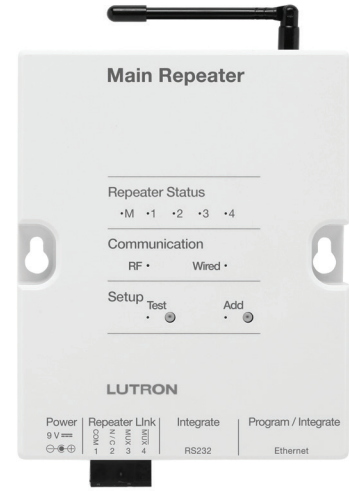 Main Repeater
Repeater Status
•M •1 •2 •3 •4
Communication
RF • Wired •
Setup
Test Add
LUTRON
Power Repeater Link Integrate Program / Integrate
9 V
COM N/C MUX MUX
1 2 3 4 RS232 Ethernet